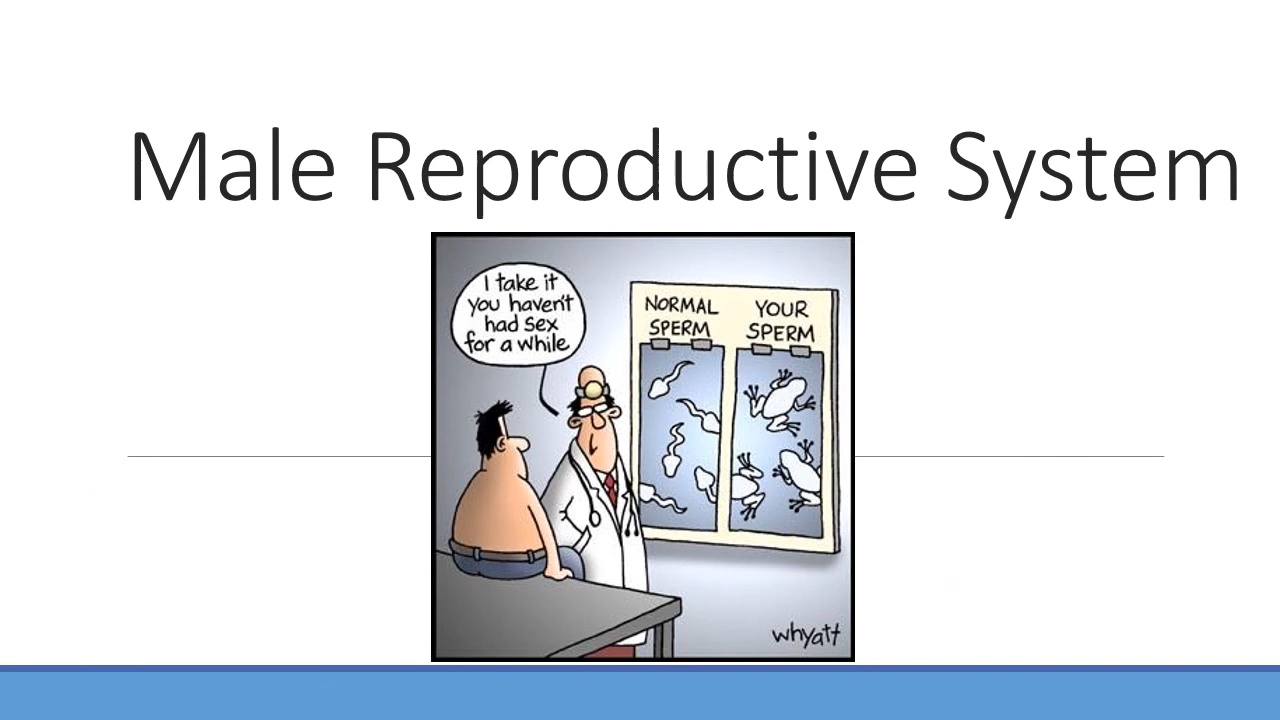 Male Reproductive System
I take it
you haven't
had sex
for a while
NORMAL
SPERM
YOUR
SPERM
whyatt